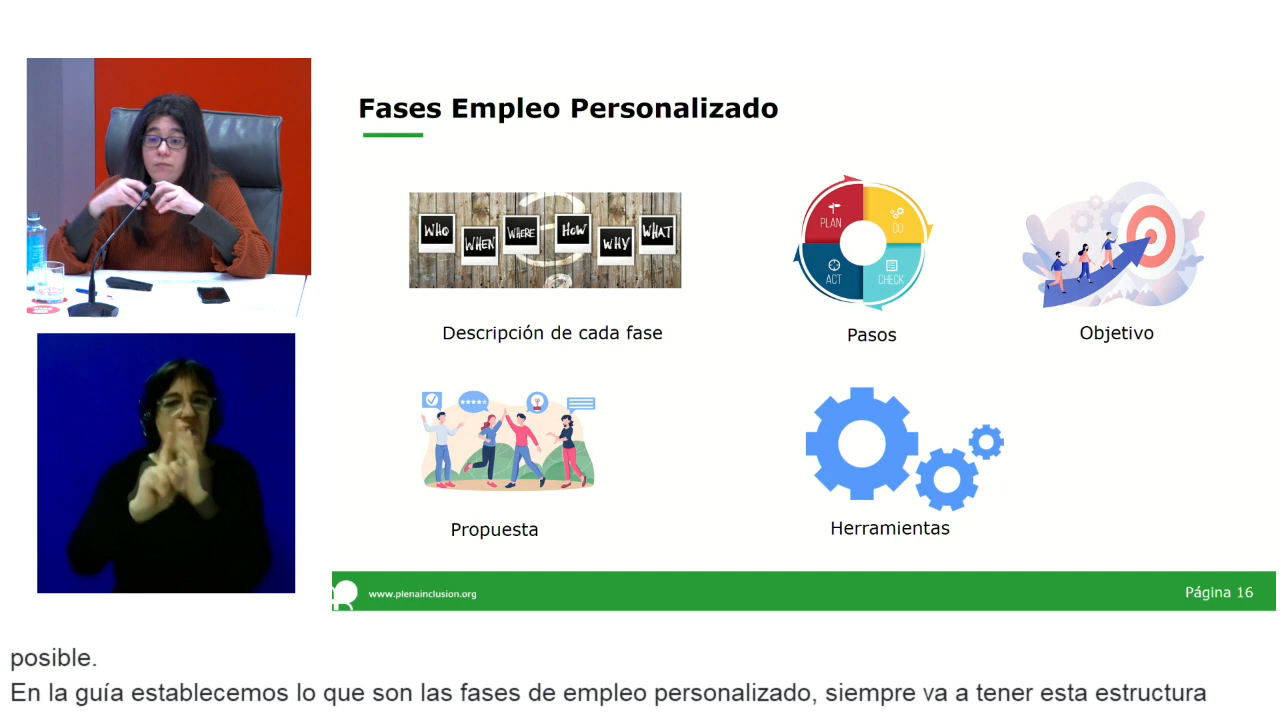 Fases Empleo Personalizado
WHO
WHEN
WHERE
HOW
WHY
WHAT
PLAN
DO
ACT
CHECK
Descripción de cada fase
Pasos
Objetivo
Propuesta
Herramientas
www.plenainclusion.org
Página 16
posible.
En la guía establecemos lo que son las fases de empleo personalizado, siempre va a tener esta estructura